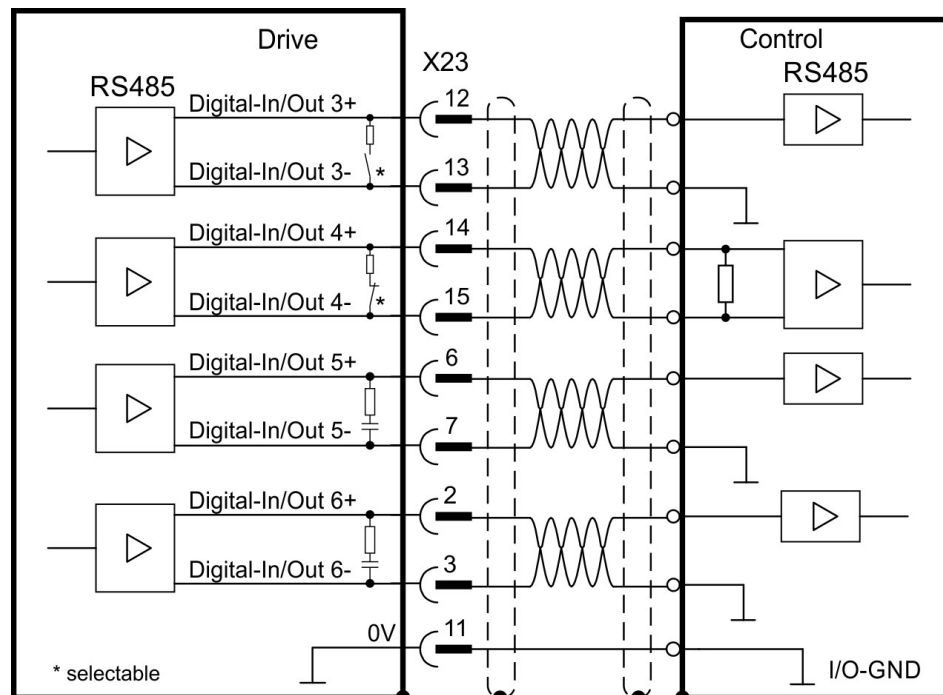 Drive
Control
X23
RS485
RS485
Digital-In/Out 3+
12
Digital-In/Out 3-
*
13
Digital-In/Out 4+
14
Digital-In/Out 4-
*
15
Digital-In/Out 5+
6
Digital-In/Out 5-
7
Digital-In/Out 6+
2
Digital-In/Out 6-
3
0V
11
* selectable
I/O-GND